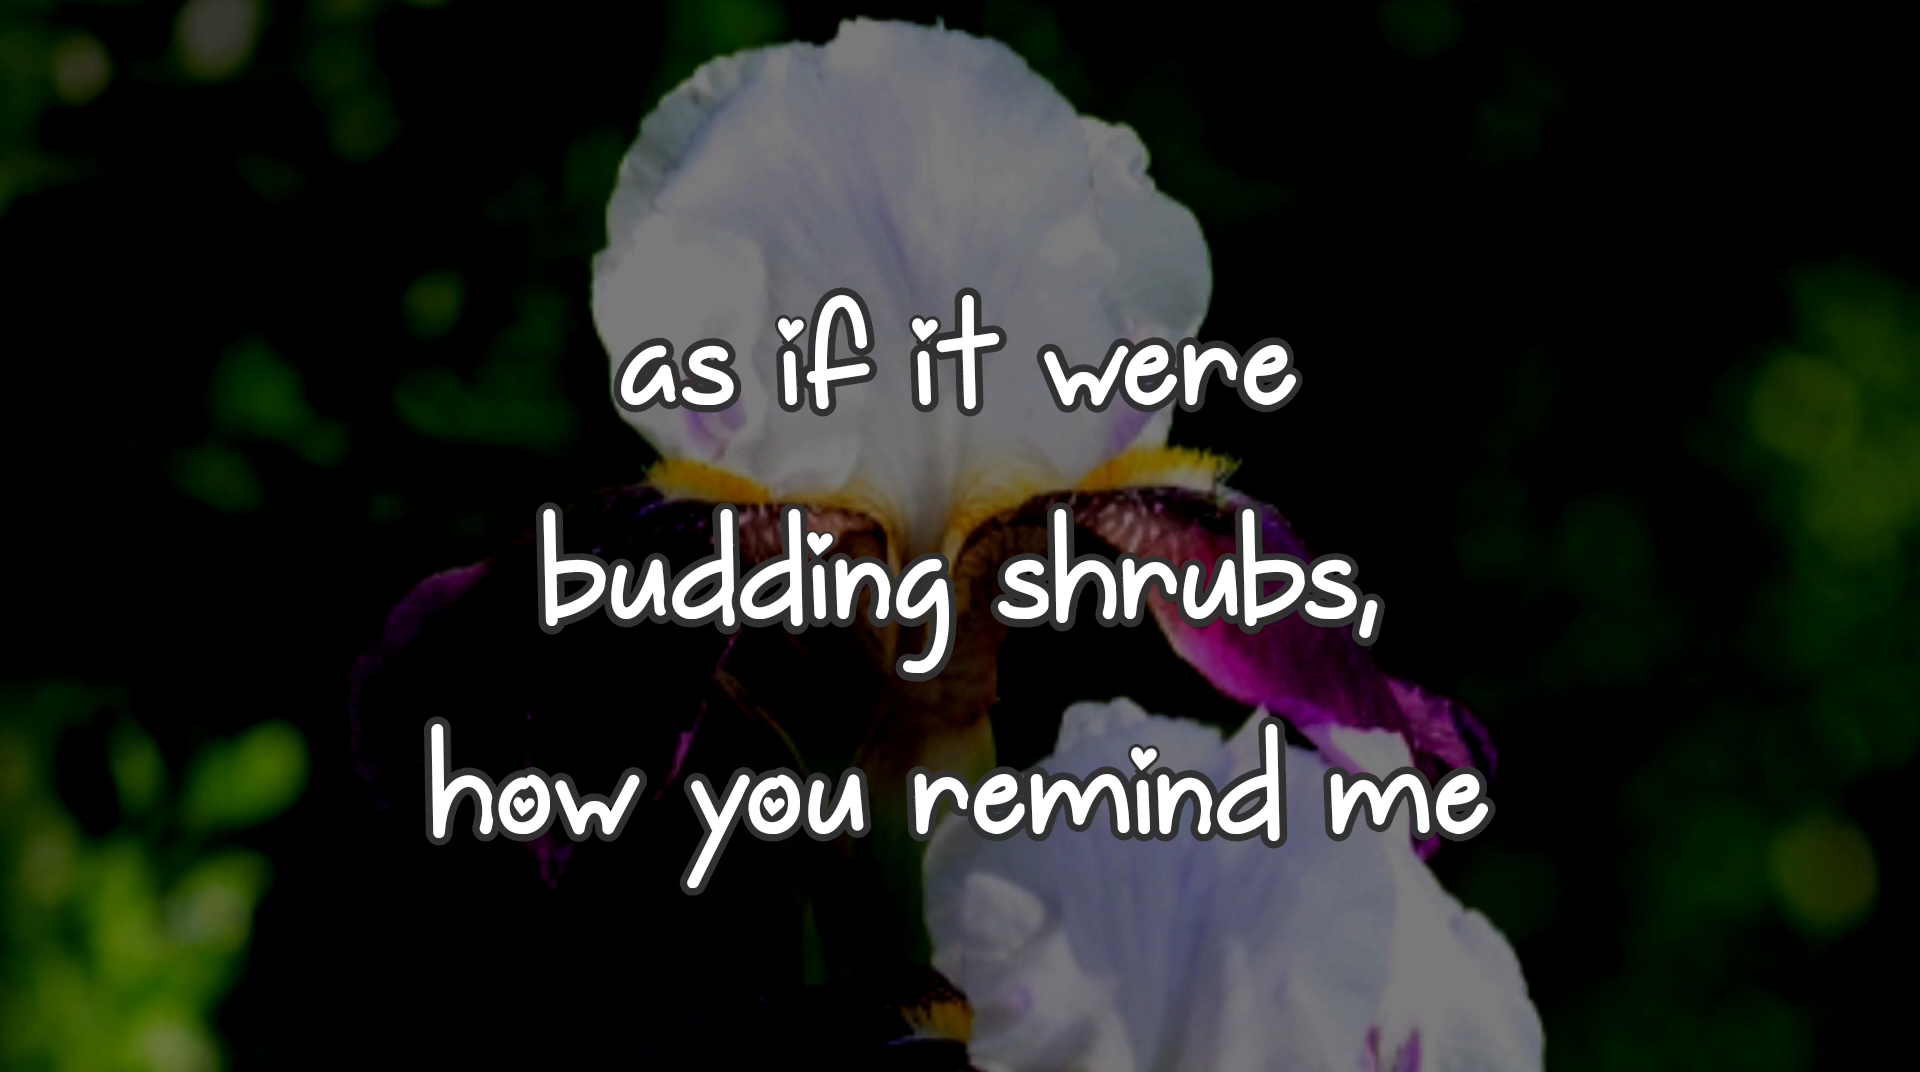 as if it were
budding shrubs,
how you remind me